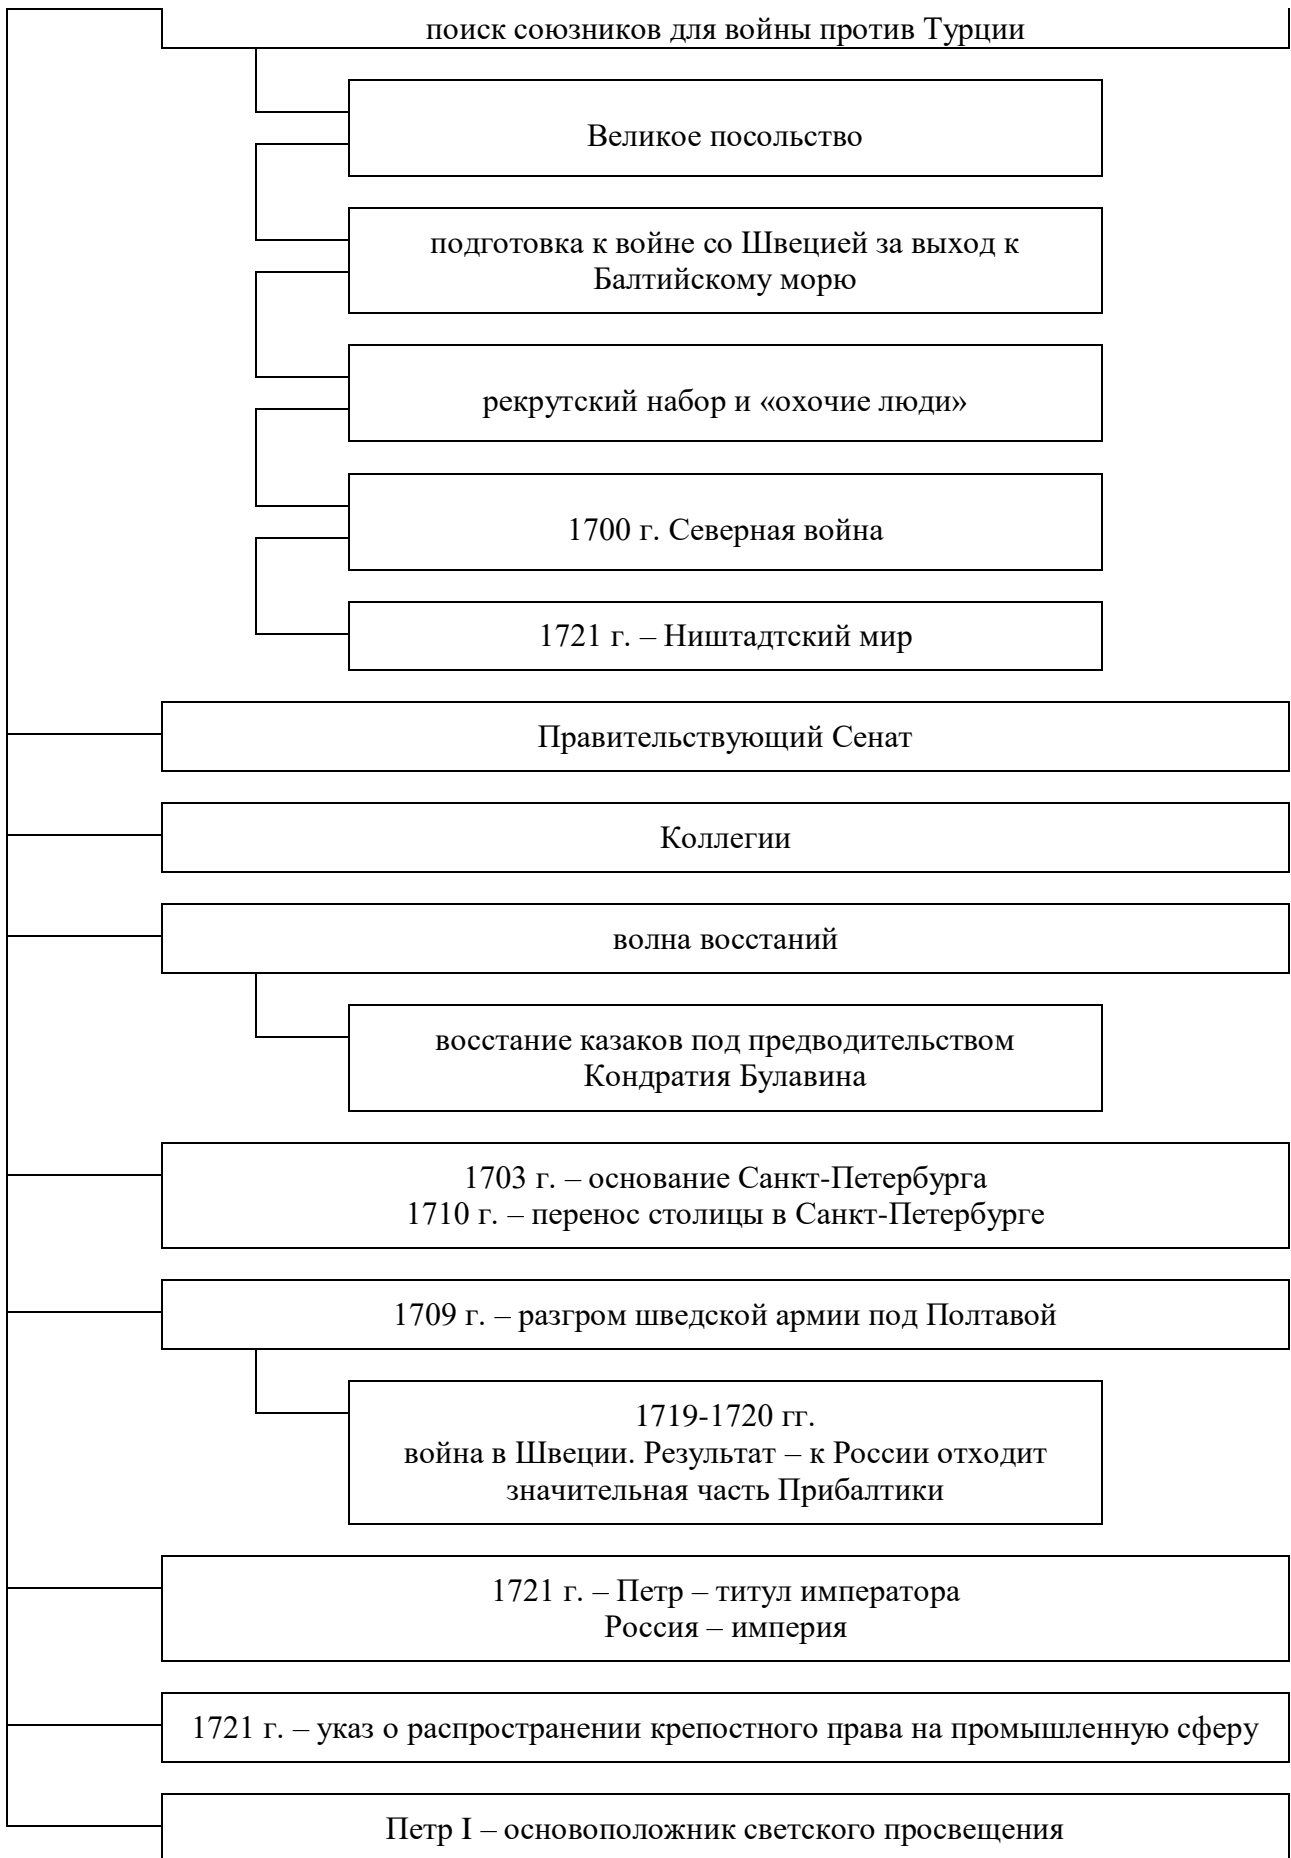 поиск союзников для войны против Турции
Великое посольство
подготовка к войне со Швецией за выход к
Балтийскому морю
рекрутский набор и «охочие люди»
1700 г. Северная война
1721 г. – Ништадтский мир
Правительствующий Сенат
Коллегии
волна восстаний
восстание казаков под предводительством
Кондратия Булавина
1703 г. – основание Санкт-Петербурга
1710 г. – перенос столицы в Санкт-Петербурге
1709 г. – разгром шведской армии под Полтавой
1719-1720 гг.
война в Швеции. Результат – к России отходит
значительная часть Прибалтики
1721 г. – Петр – титул императора
Россия – империя
1721 г. – указ о распространении крепостного права на промышленную сферу
Петр I – основоположник светского просвещения